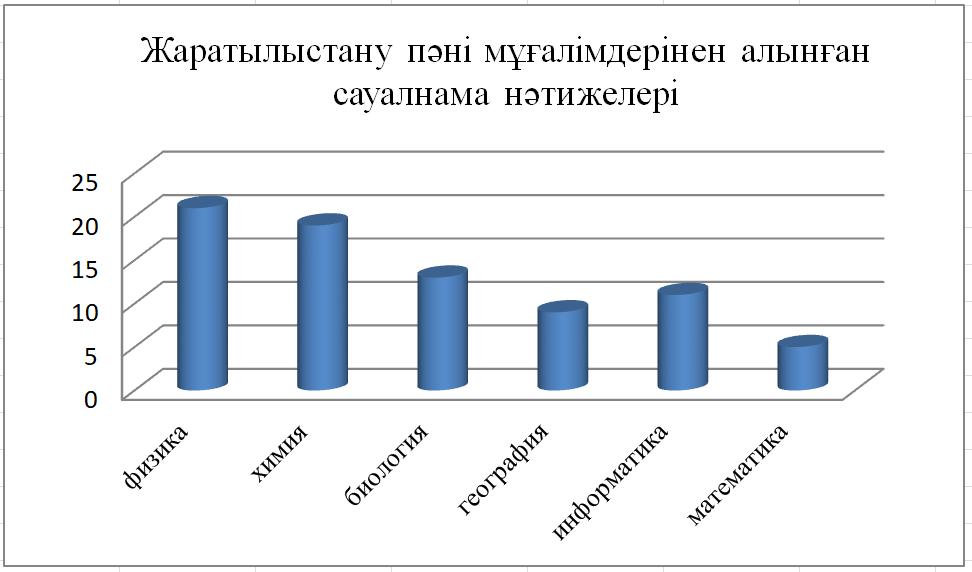 Жаратылыстану пәні мұғалімдерінен алынған
сауалнама нәтижелері
25
20
15
10
5
0
физика
химия
биология
география
информатика
математика